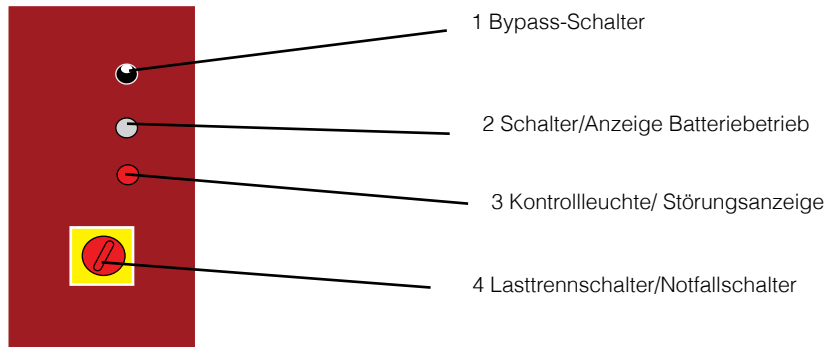 1 Bypass-Schalter
2 Schalter/Anzeige Batteriebetrieb
3 Kontrollleuchte/ Störungsanzeige
4 Lasttrennschalter/Notfallschalter